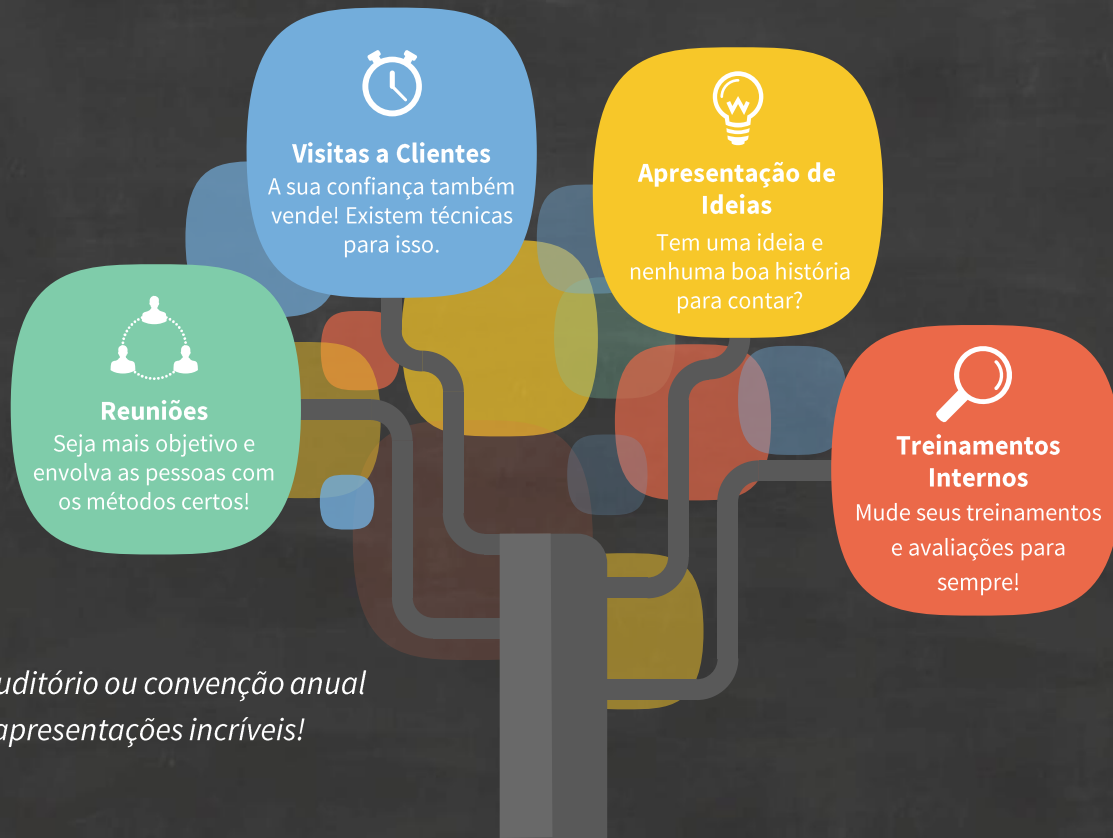 Visitas a Clientes
A sua confiança também
vende! Existem técnicas
para isso.
Apresentação de
Ideias
Tem uma ideia e
nenhuma boa história
para contar?
Reuniões
Seja mais objetivo e
envolva as pessoas com
os métodos certos!
Treinamentos
Internos
Mude seus treinamentos
e avaliações para
sempre!
ou convenção anual
apresentações incríveis!